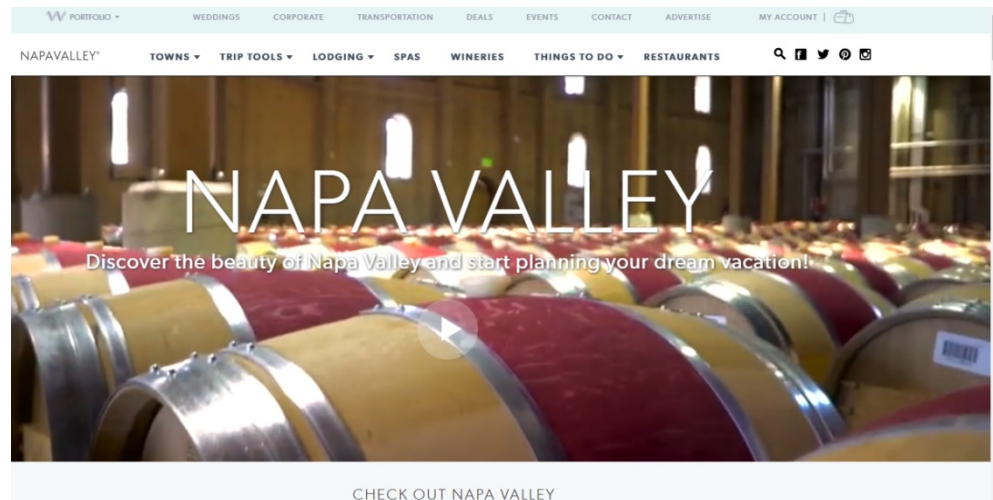 W PORTFOLIO WEDDINGS CORPORATE TRANSPORTATION DEALS EVENTS CONTACT ADVERTISE MY ACCOUNT |
NAPAVALLEY® TOWNS TRIP TOOLS LODGING SPAS WINERIES THINGS TO DO RESTAURANTS
NAPA VALLEY
Discover the beauty of Napa Valley and start planning your dream vacation!
CHECK OUT NAPA VALLEY